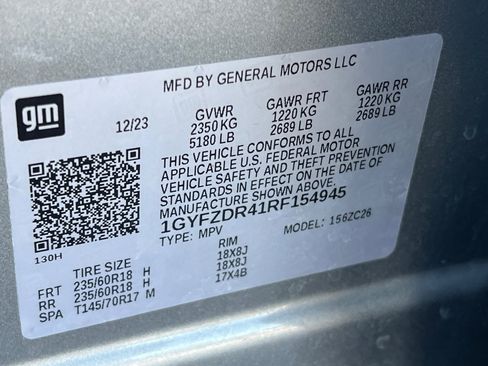 MFD BY GENERAL MOTORS LLC
gm
12/23
GVWR GAWR FRT GAWR RR
2350 KG 1220 KG 1220 KG
5180 LB 2689 LB 2689 LB
THIS VEHICLE CONFORMS TO ALL
APPLICABLE U.S. FEDERAL MOTOR
VEHICLE SAFETY AND THEFT PREVENTION
STANDARDS IN EFFECT ON THE DATE OF
MANUFACTURE SHOWN ABOVE.
1GYFZDR41RF154945
TYPE: MPV MODEL: 156ZC26
130H
TIRE SIZE RIM
FRT 235/60R18 H 18X8J
RR 235/60R18 H 18X8J
SPA T145/70R17 M 17X4B